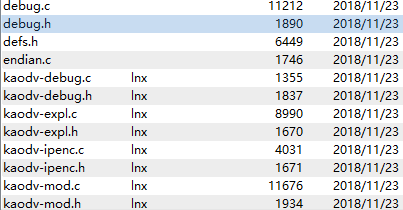 debug.c 11212 2018/11/23
debug.h 1890 2018/11/23
defs.h 6449 2018/11/23
endian.c 1746 2018/11/23
kaodv-debug.c lnx 1355 2018/11/23
kaodv-debug.h lnx 1837 2018/11/23
kaodv-expl.c lnx 8990 2018/11/23
kaodv-expl.h lnx 1670 2018/11/23
kaodv-ipenc.c lnx 4031 2018/11/23
kaodv-ipenc.h lnx 1671 2018/11/23
kaodv-mod.c lnx 11676 2018/11/23
kaodv-mod.h lnx 1934 2018/11/23